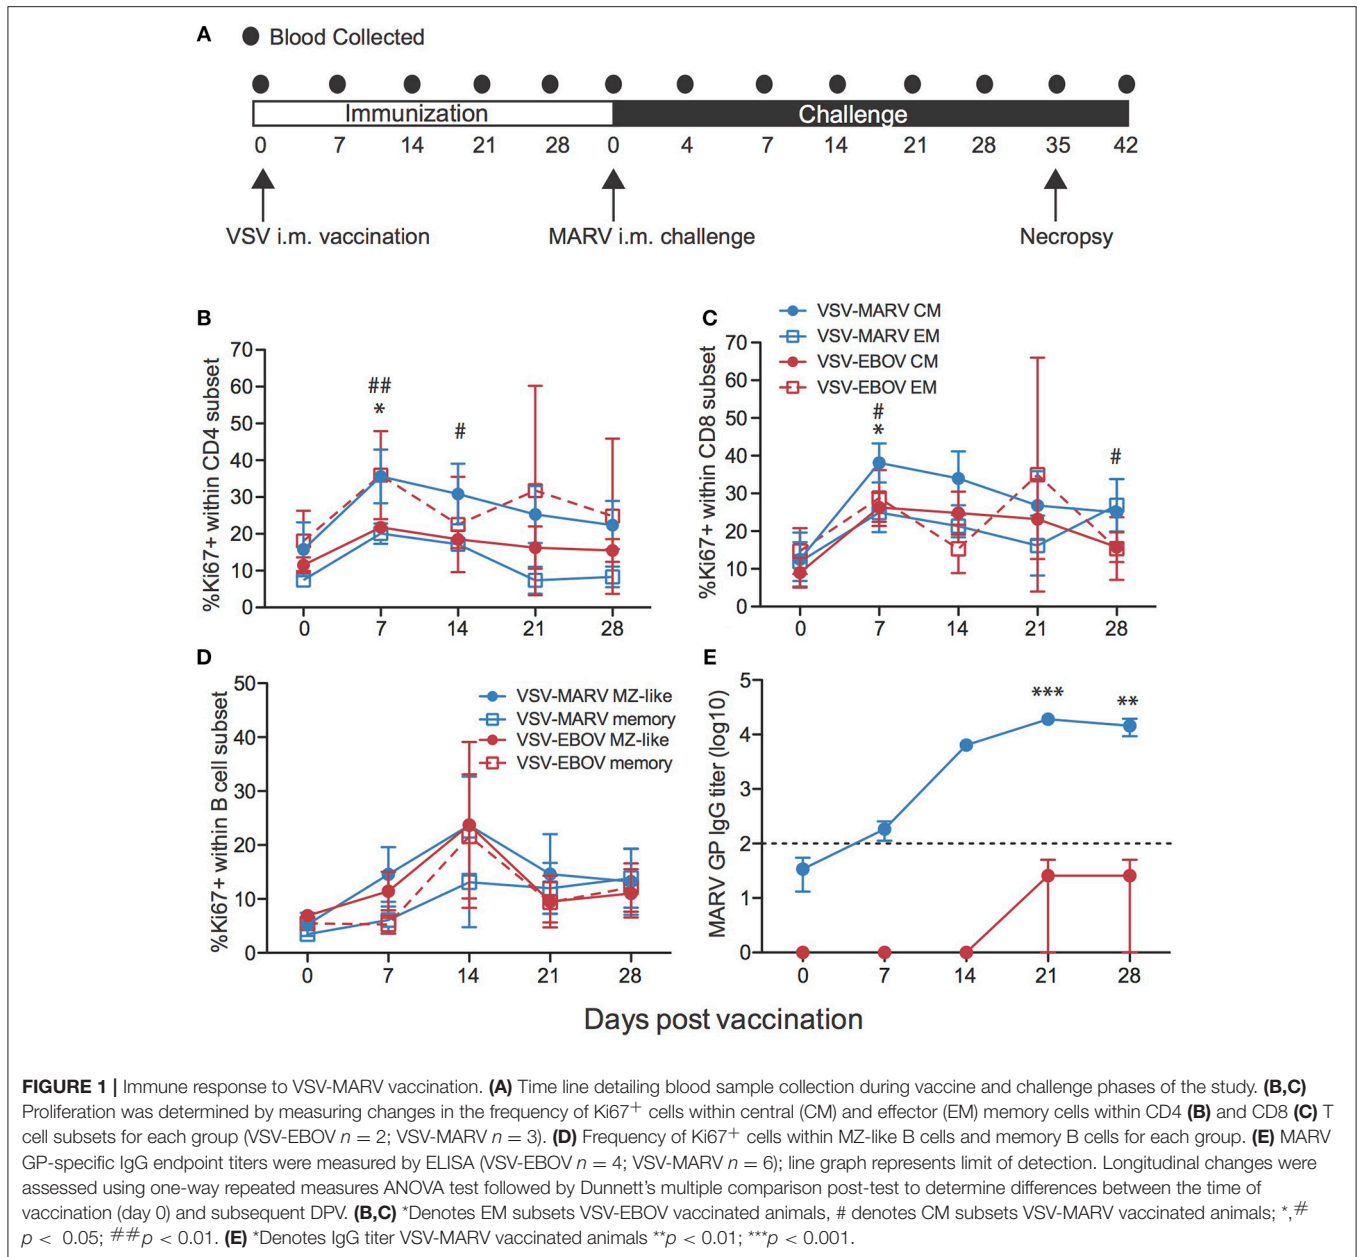 A
Blood Collected
Immunization
Challenge
0 7 14 21 28 0 4 7 14 21 28 35 42
VSV i.m. vaccination
MARV i.m. challenge
Necropsy
B
%Ki67+ within CD4 subset
70
60
50
40
30
20
10
0
##
*
#
0 7 14 21 28
C
VSV-MARV CM
VSV-MARV EM
VSV-EBOV CM
VSV-EBOV EM
%Ki67+ within CD8 subset
70
60
50
40
30
20
10
0
#
*
#
0 7 14 21 28
D
%Ki67+ within B cell subset
50
40
30
20
10
0
VSV-MARV MZ-like
VSV-MARV memory
VSV-EBOV MZ-like
VSV-EBOV memory
0 7 14 21 28
E
MARV GP IgG titer (log10)
5
4
3
2
1
0
***
**
0 7 14 21 28
Days post vaccination
FIGURE 1 | Immune response to VSV-MARV vaccination. (A) Time line detailing blood sample collection during vaccine and challenge phases of the study. (B,C)
Proliferation was determined by measuring changes in the frequency of Ki67+ cells within central (CM) and effector (EM) memory cells within CD4 (B) and CD8 (C) T
cell subsets for each group (VSV-EBOV n = 2; VSV-MARV n = 3). (D) Frequency of Ki67+ cells within MZ-like B cells and memory B cells for each group. (E) MARV
GP-specific IgG endpoint titers were measured by ELISA (VSV-EBOV n = 4; VSV-MARV n = 6); line graph represents limit of detection. Longitudinal changes were
assessed using one-way repeated measures ANOVA test followed by Dunnett's multiple comparison post-test to determine differences between the time of
vaccination (day 0) and subsequent DPV. (B,C) *Denotes EM subsets VSV-EBOV vaccinated animals, # denotes CM subsets VSV-MARV vaccinated animals; *,#
p < 0.05; ##p < 0.01. (E) *Denotes IgG titer VSV-MARV vaccinated animals **p < 0.01; ***p < 0.001.